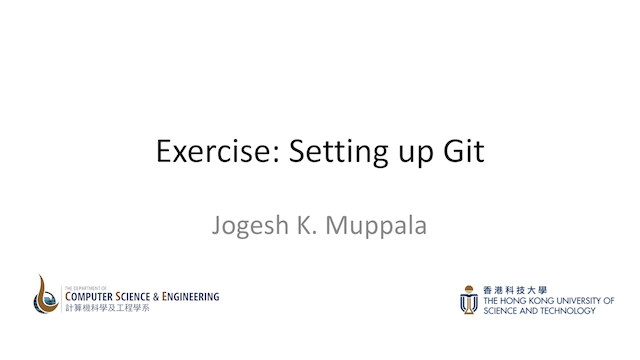 Exercise: Setting up Git
Jogesh K. Muppala
THE DEPARTMENT OF
COMPUTER SCIENCE & ENGINEERING
計算機科學及工程學系
香港科技大學
THE HONG KONG UNIVERSITY OF
SCIENCE AND TECHNOLOGY